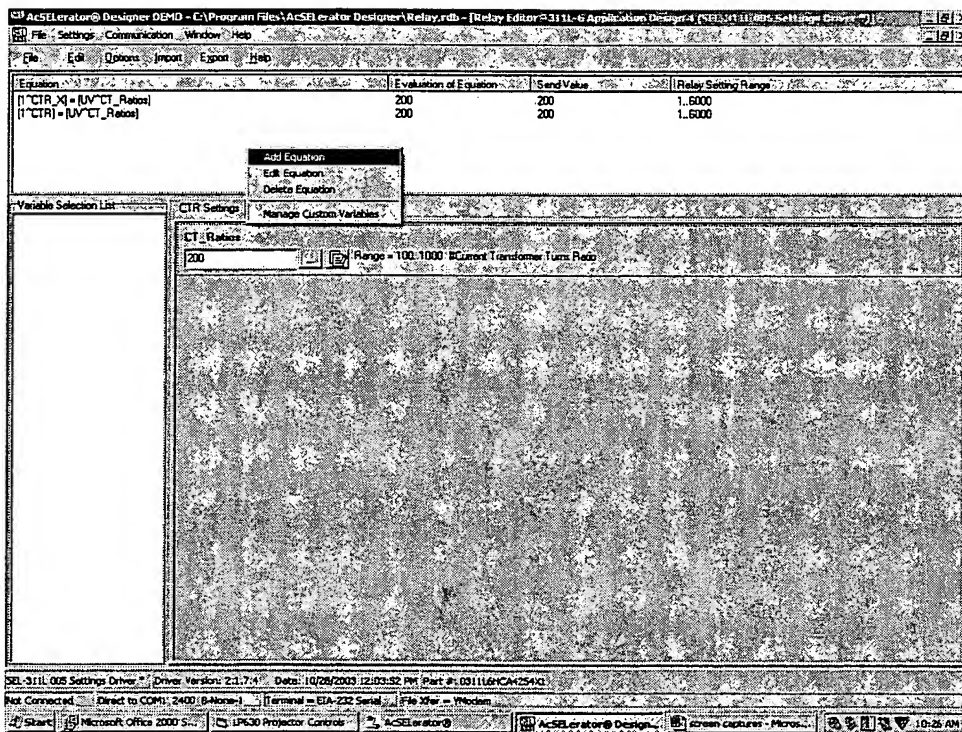 AcSELerator® Designer DEMO - C:\Program Files\AcSELerator Designer\Relay.rdb - [Relay Editor - 311L-6 Application Design 4 (SEL-311L 005 Settings Driver *)]
File Settings Communication Window Help
File Edit Options Import Export Help
Equation Evaluation of Equation Send Value Relay Setting Range
[1^CTR_X] = [UV^CT_Ratios] 200 200 1..6000
[1^CTR] = [UV^CT_Ratios] 200 200 1..6000
Add Equation
Edit Equation
Delete Equation
Manage Custom Variables
Variable Selection List
CTR Settings
CT_Ratios
200 Range = 100..1000 #Current Transformer Turns Ratio
SEL-311L 005 Settings Driver * Driver Version: 2.1.7.4 Date: 10/28/2003 12:03:52 PM Part #: 0311L6HCA4254X1
Not Connected Direct to COM1: 2400 8-None-1 Terminal = EIA-232 Serial File Xfer = YModem
Start Microsoft Office 2000 S... LP630 Projector Controls AcSELerator® AcSELerator® Design... screen captures - Micros... 10:26 AM